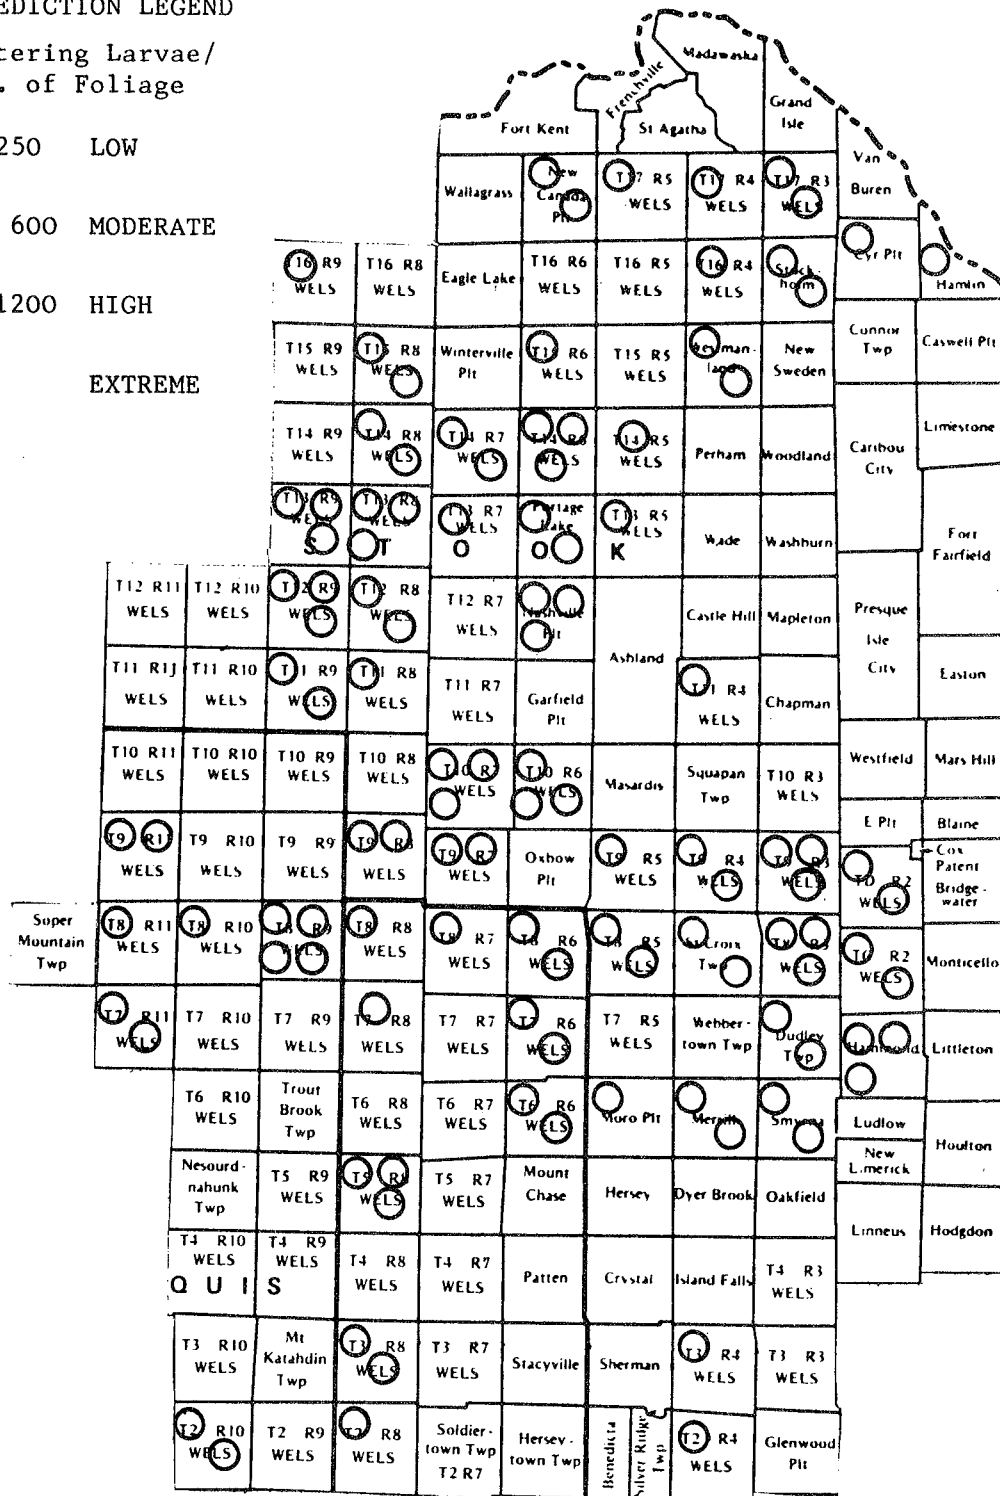 EDICTION LEGEND
tering Larvae/
. of Foliage
250 LOW
600 MODERATE
1200 HIGH
EXTREME
Madawaska
Frenchville
Grand
Isle
Fort Kent
St Agatha
Van
Buren
Wallagrass
New
Canada
Plt
T17 R5
WELS
T17 R4
WELS
T17 R3
WELS
Cyr Plt
Hamlin
T16 R9
WELS
T16 R8
WELS
Eagle Lake
T16 R6
WELS
T16 R5
WELS
T16 R4
WELS
Stock-
holm
Connor
Twp
Caswell Plt
T15 R9
WELS
T15 R8
WELS
Winterville
Plt
T15 R6
WELS
T15 R5
WELS
Westman-
land
New
Sweden
Limestone
T14 R9
WELS
T14 R8
WELS
T14 R7
WELS
T14 R6
WELS
T14 R5
WELS
Perham
Woodland
Caribou
City
T13 R9
WELS
T13 R8
T13 R7
WELS
Portage
Lake
T13 R5
WELS
Wade
Washburn
Fort
Fairfield
S T O O K
T12 R11
WELS
T12 R10
WELS
T12 R9
WELS
T12 R8
WELS
T12 R7
WELS
Nashville
Plt
Ashland
Castle Hill
Mapleton
Presque
Isle
City
T11 R1J
WELS
T11 R10
WELS
T11 R9
WELS
T11 R8
WELS
T11 R7
WELS
Garfield
Plt
T11 R4
WELS
Chapman
Easton
T10 R11
WELS
T10 R10
WELS
T10 R9
WELS
T10 R8
WELS
T10 R7
WELS
T10 R6
WELS
Masardis
Squapan
Twp
T10 R3
WELS
Westfield
Mars Hill
E Plt
Blaine
T9 R11
WELS
T9 R10
WELS
T9 R9
WELS
T9 R8
WELS
T9 R7
WELS
Oxbow
Plt
T9 R5
WELS
T9 R4
WELS
T9 R3
WELS
TD R2
WELS
Cox
Patent
Bridge-
water
Super
Mountain
Twp
T8 R11
WELS
T8 R10
WELS
T8 R9
WELS
T8 R8
WELS
T8 R7
WELS
T8 R6
WELS
T8 R5
WELS
St Croix
Twp
T8 R3
WELS
TC R2
WELS
Monticello
T7 R11
WELS
T7 R10
WELS
T7 R9
WELS
T7 R8
WELS
T7 R7
WELS
T7 R6
WELS
T7 R5
WELS
Webber-
town Twp
Dudley
Twp
Hammond
Littleton
T6 R10
WELS
Trout
Brook
Twp
T6 R8
WELS
T6 R7
WELS
T6 R6
WELS
Moro Plt
Merrill
Smyrna
Ludlow
New
Limerick
Houlton
Nesourd-
nahunk
Twp
T5 R9
WELS
T5 R8
WELS
T5 R7
WELS
Mount
Chase
Hersey
Dyer Brook
Oakfield
Linneus
Hodgdon
T4 R10
WELS
T4 R9
WELS
T4 R8
WELS
T4 R7
WELS
Patten
Crystal
Island Falls
T4 R3
WELS
Q U I S
T3 R10
WELS
Mt
Katahdin
Twp
T3 R8
WELS
T3 R7
WELS
Stacyville
Sherman
T3 R4
WELS
T3 R3
WELS
T2 R10
WELS
T2 R9
WELS
T2 R8
WELS
Soldier-
town Twp
T2 R7
Hersey-
town Twp
Benedicta
Silver Ridge
Twp
T2 R4
WELS
Glenwood
Plt